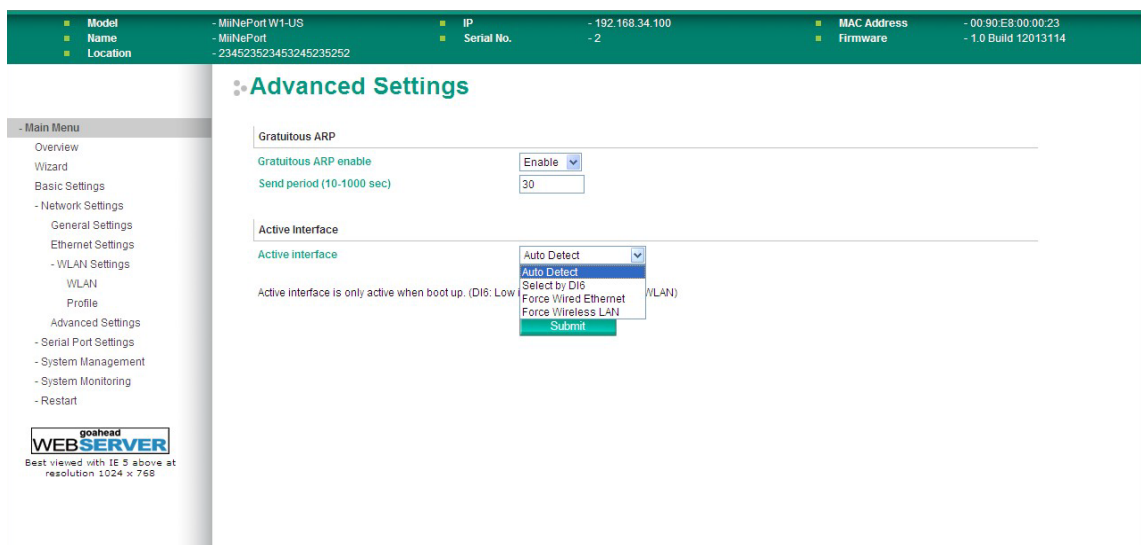 Model - MiiNePort W1-US IP - 192.168.34.100 MAC Address - 00:90:E8:00:00:23
Name - MiiNePort Serial No. - 2 Firmware - 1.0 Build 12013114
Location - 234523523453245235252
Advanced Settings
- Main Menu
Overview
Wizard
Basic Settings
- Network Settings
General Settings
Ethernet Settings
- WLAN Settings
WLAN
Profile
Advanced Settings
- Serial Port Settings
- System Management
- System Monitoring
- Restart
goahead
WEBSERVER
Best viewed with IE 5 above at
resolution 1024 x 768
Gratuitous ARP
Gratuitous ARP enable Enable
Send period (10-1000 sec) 30
Active Interface
Active interface Auto Detect
Auto Detect
Select by DI6
Force Wired Ethernet
Force Wireless LAN
Active interface is only active when boot up. (DI6: Low WLAN)
Submit